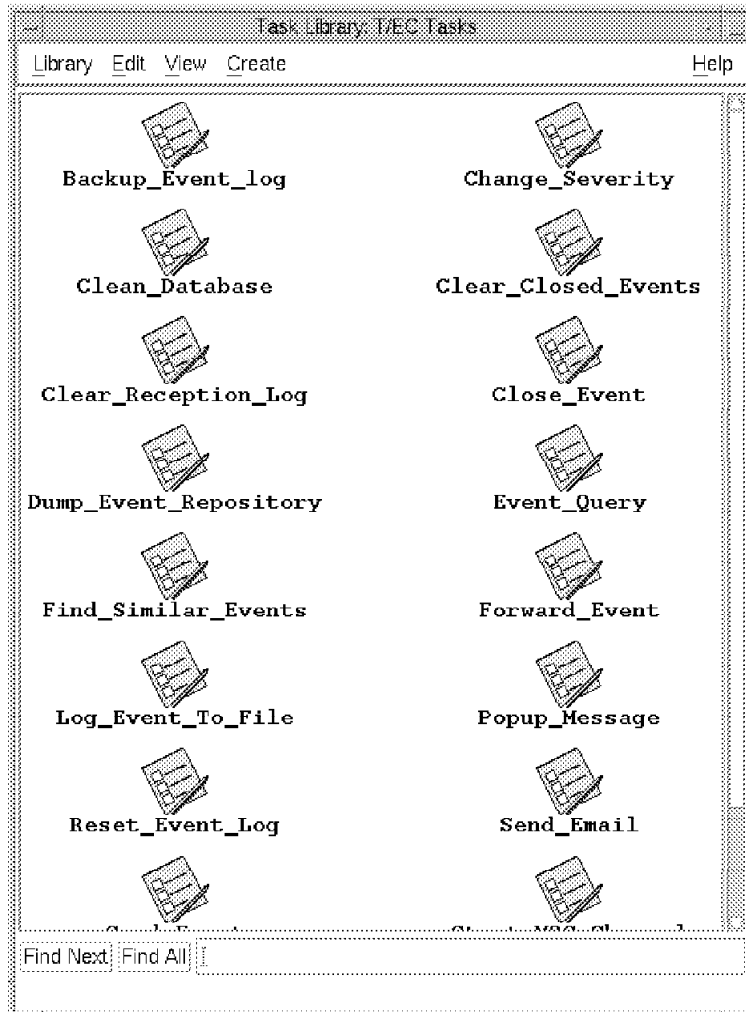 Task Library: T/EC Tasks
Library Edit View Create Help
Backup_Event_log Change_Severity
Clean_Database Clear_Closed_Events
Clear_Reception_Log Close_Event
Dump_Event_Repository Event_Query
Find_Similar_Events Forward_Event
Log_Event_To_File Popup_Message
Reset_Event_Log Send_Email
Find Next Find All